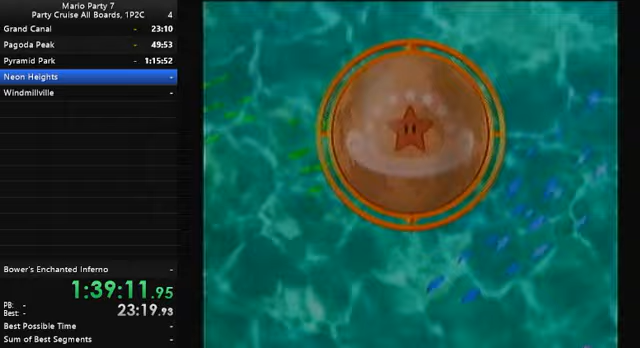 Mario Party 7
Party Cruise All Boards, 1P2C 4
Grand Canal - 23:10
Pagoda Peak - 49:53
Pyramid Park - 1:15:52
Neon Heights -
Windmillville -
Bower's Enchanted Inferno -
1:39:11.95
PB: -
Best: - 23:19.93
Best Possible Time -
Sum of Best Segments -